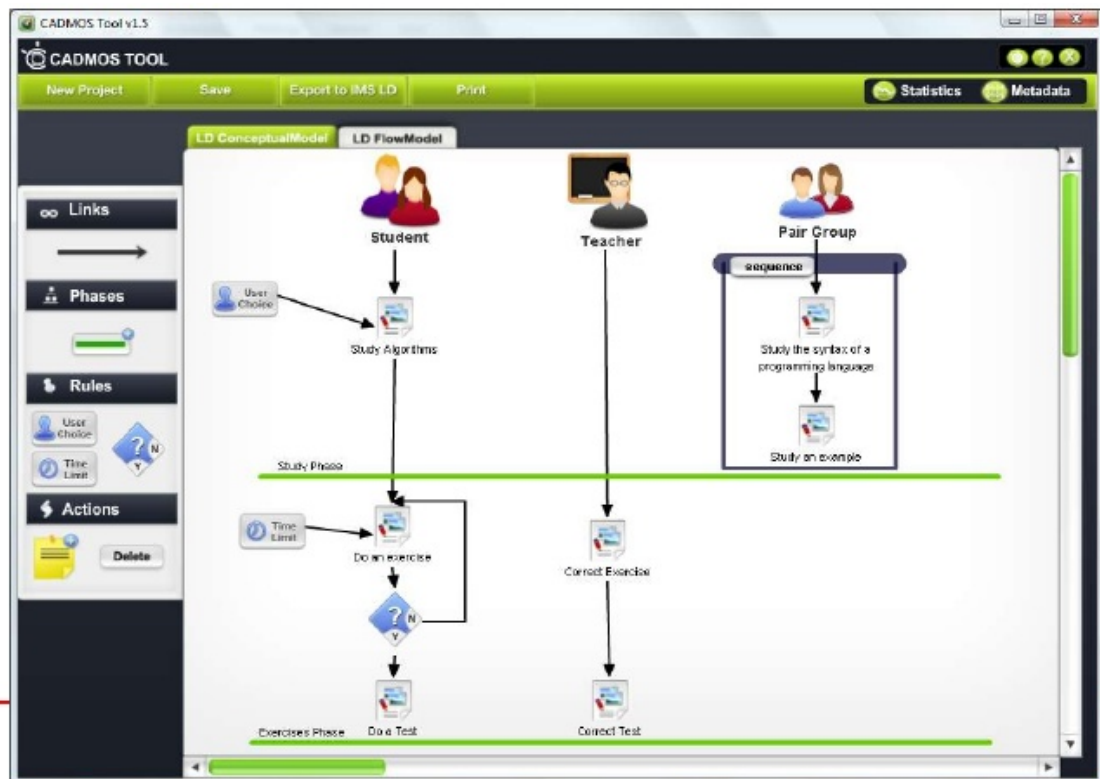 CADMOS Tool v1.5
CADMOS TOOL
New Project Save Export to IMS LD Print Statistics Metadata
LD ConceptualModel LD FlowModel
Links
Phases
Rules
User
Choice
Time
Limit
?
N
Y
Actions
Delete
Student
Teacher
Pair Group
sequence
User
Choice
Study Algorithms
Study the syntax of a
programming language
Study an example
Study Phase
Time
Limit
Do an exercise
Correct Exercise
?
N
Y
Do a Test
Correct Test
Exercises Phase